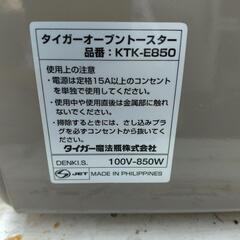 タイガーオーブントースター
品番：KTK-E850
使用上の注意
・電源は定格15A以上のコンセント
を単独で使用してください。
・使用中や使用直後は金属部に触れ
ないでください。
・掃除するときには、さし込みプラ
グをコンセントから抜いておこ
なってください。
タイガー魔法瓶株式会社
DENKI.S. 100V-850W
JET MADE IN PHILIPPINES